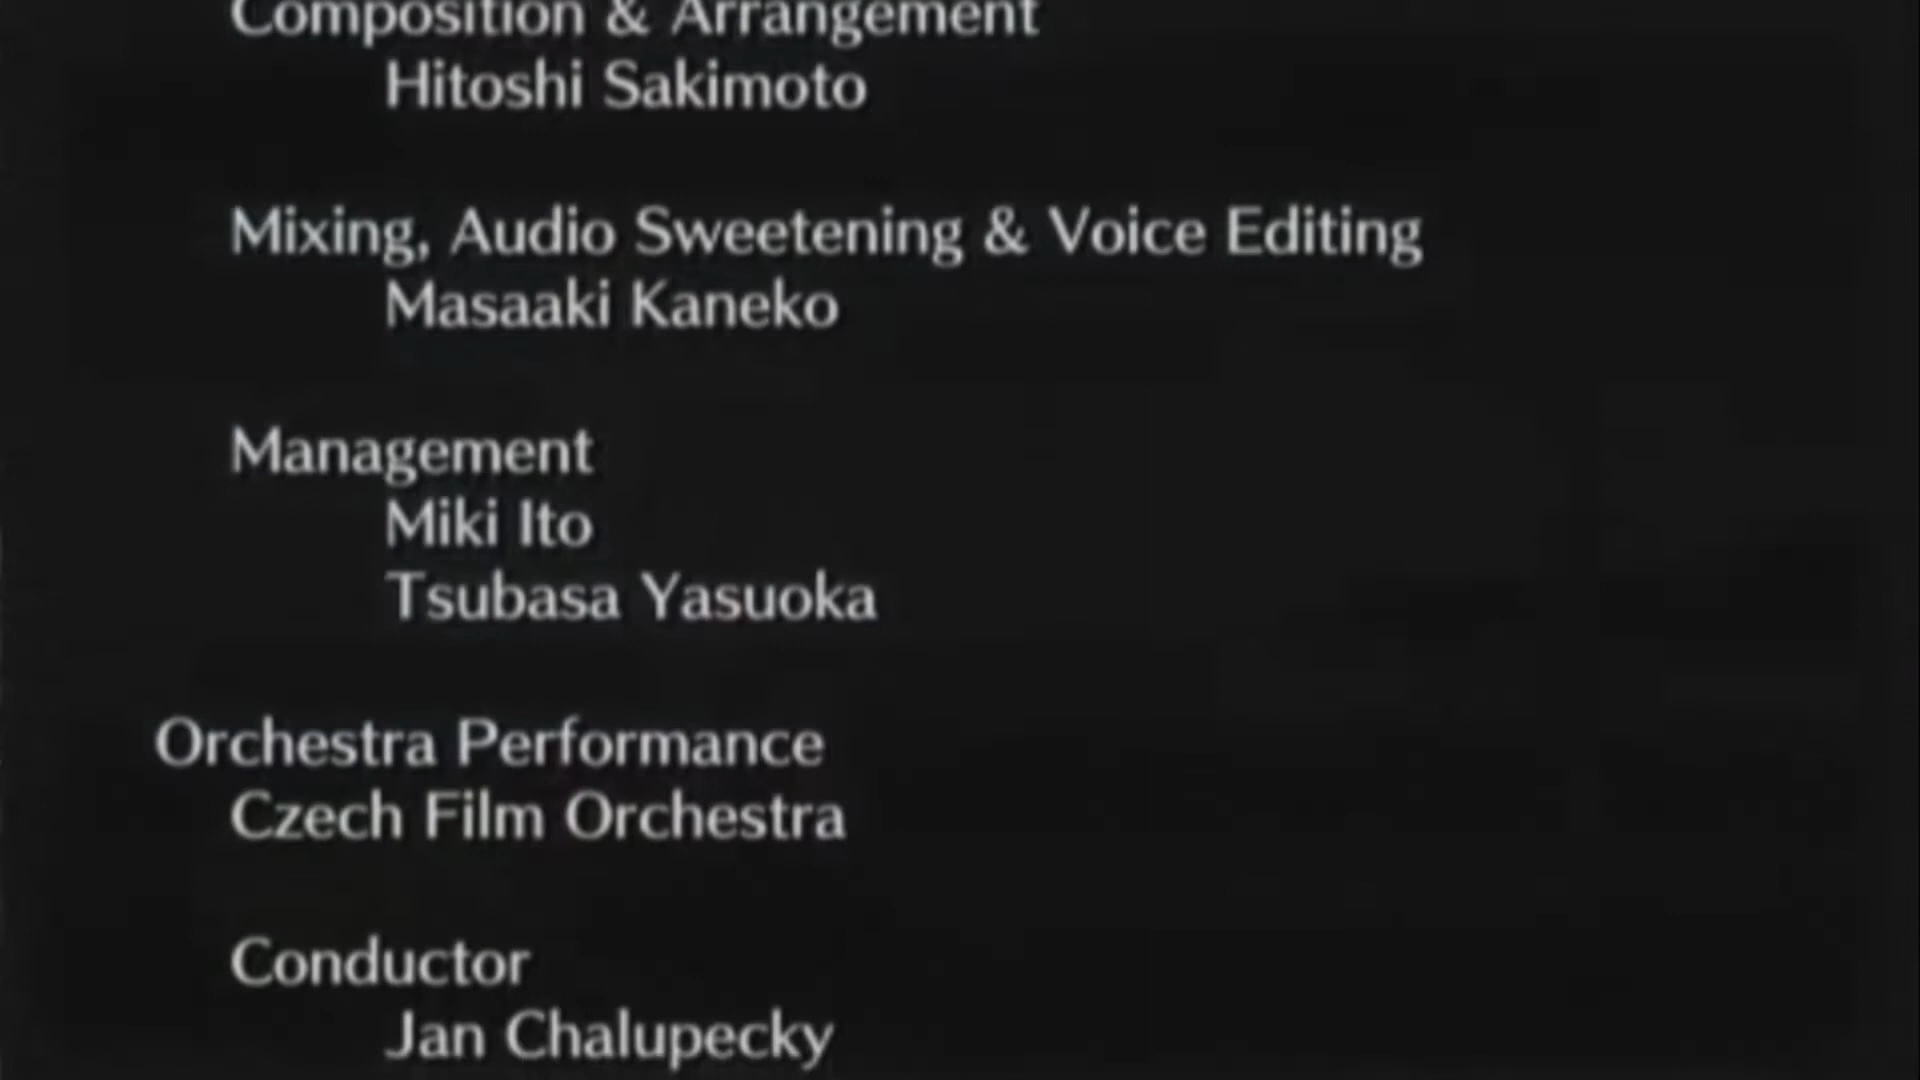 Composition & Arrangement
Hitoshi Sakimoto
Mixing, Audio Sweetening & Voice Editing
Masaaki Kaneko
Management
Miki Ito
Tsubasa Yasuoka
Orchestra Performance
Czech Film Orchestra
Conductor
Jan Chalupecky